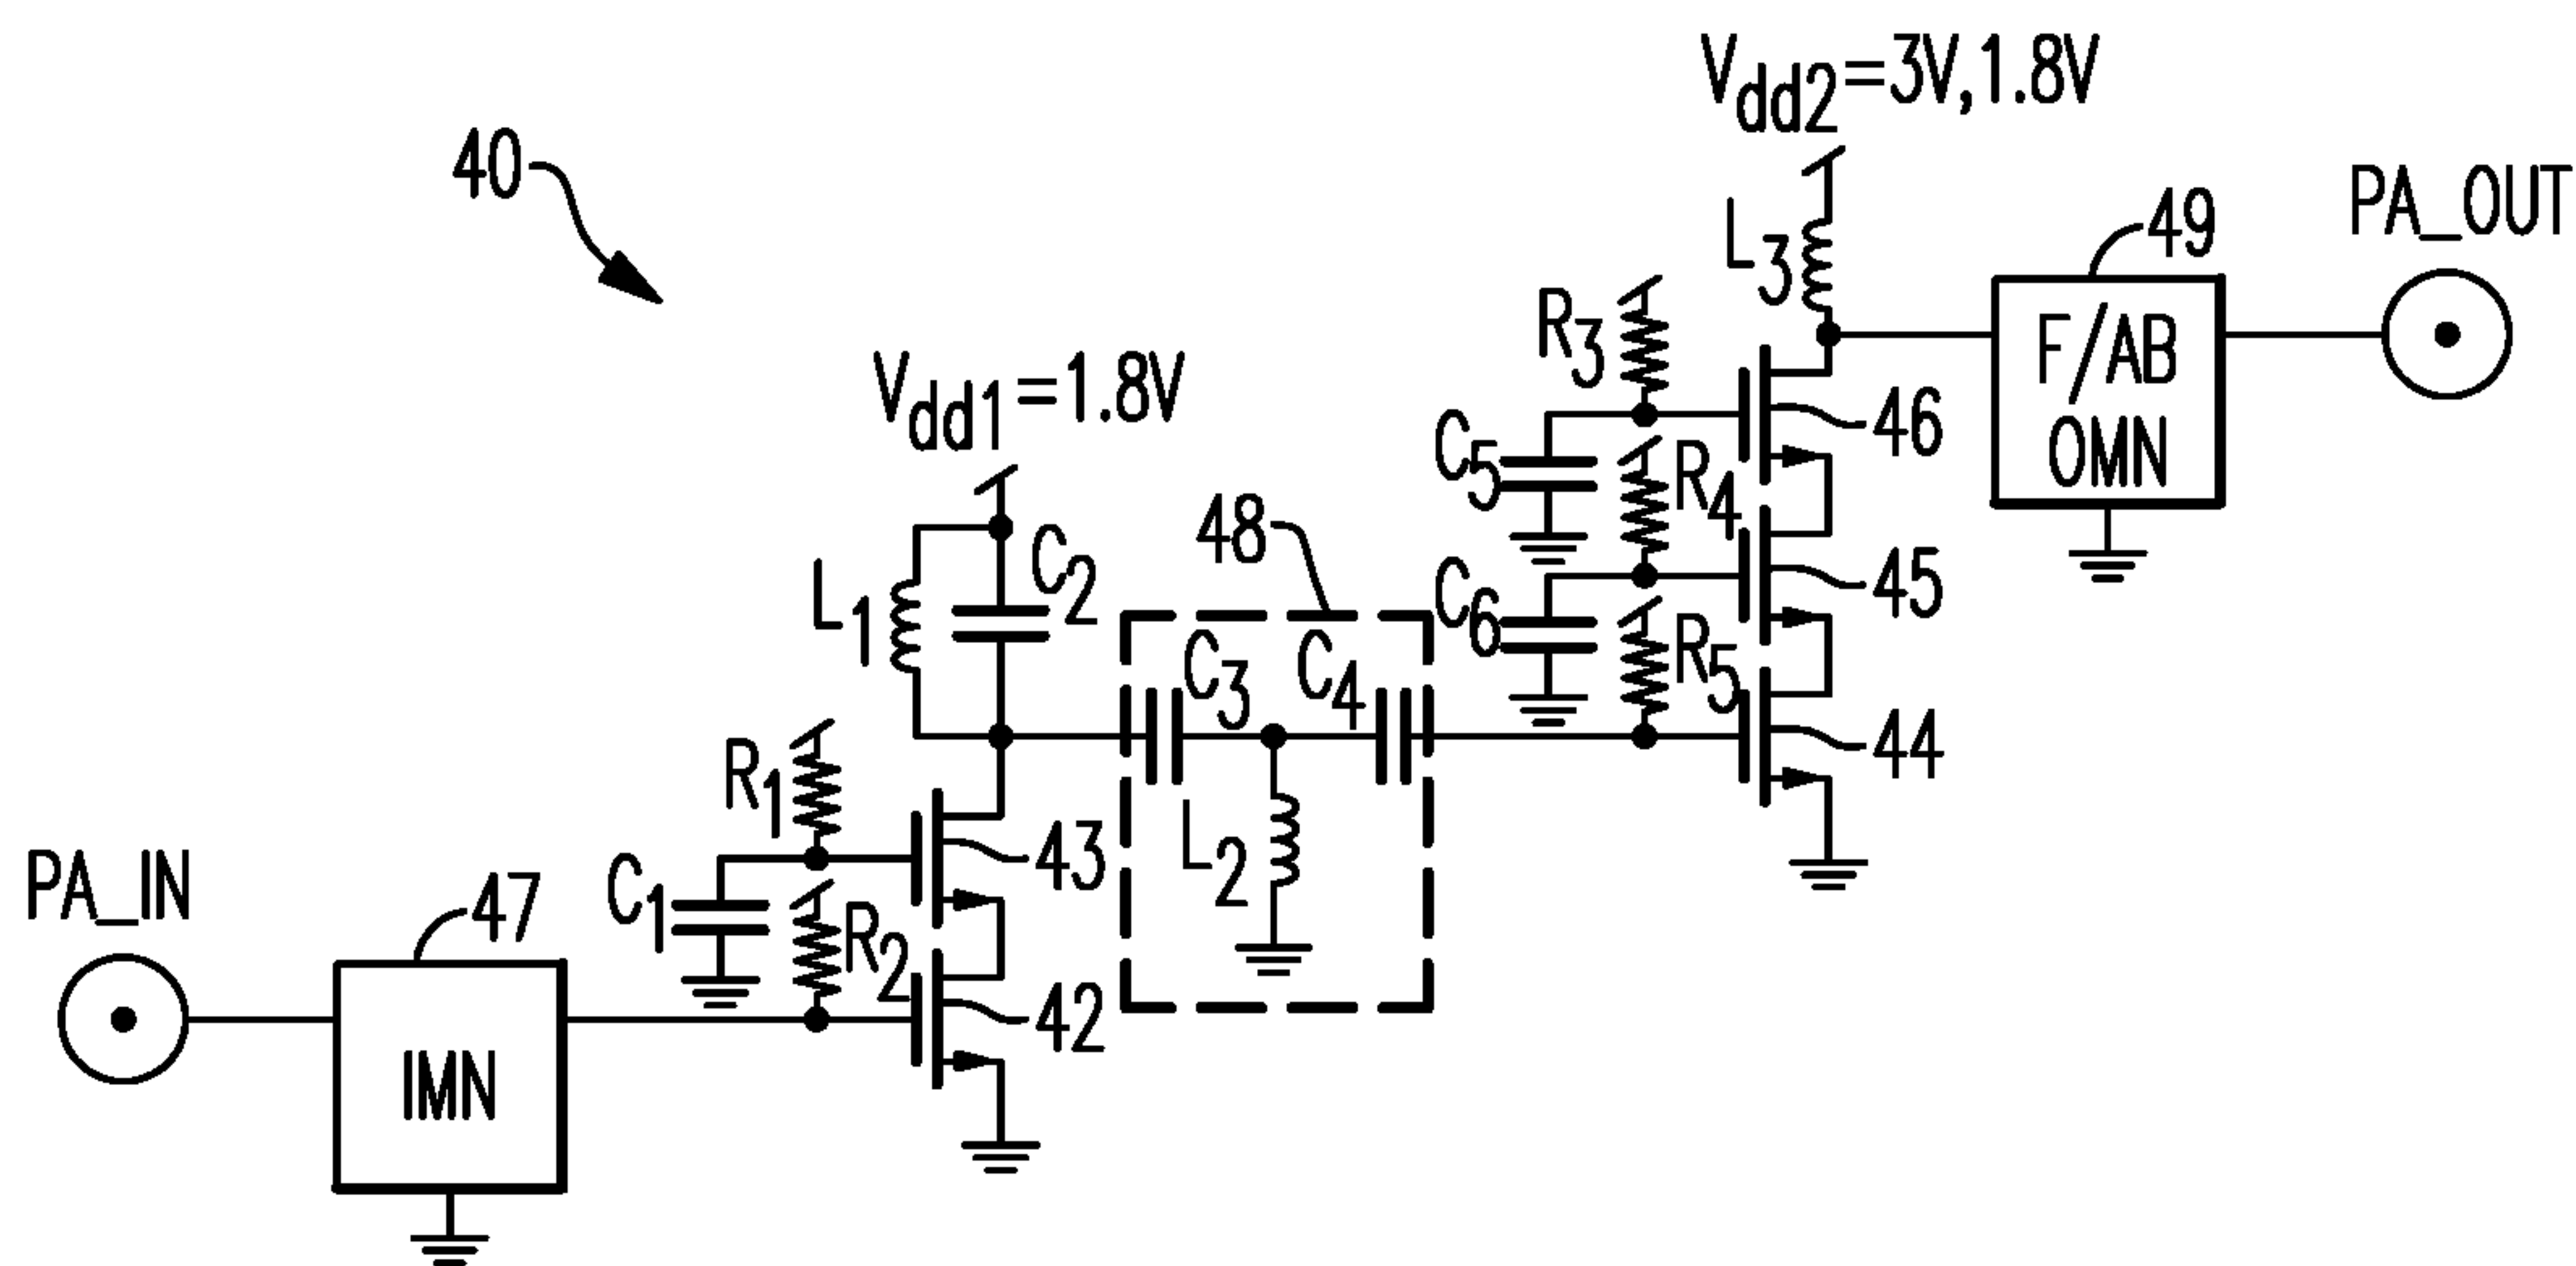 40
Vdd2=3V,1.8V
PA_OUT
49
L3
R3
F/AB
OMN
46
C5
R4
Vdd1=1.8V
48
C2
L1
45
C6
R5
C3
C4
44
R1
43
L2
PA_IN
47
C1
R2
42
IMN